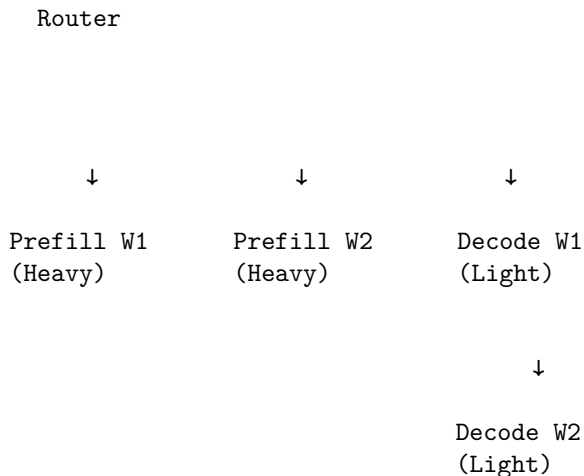 Router
↓ ↓ ↓
Prefill W1 Prefill W2 Decode W1
(Heavy) (Heavy) (Light)
↓
Decode W2
(Light)